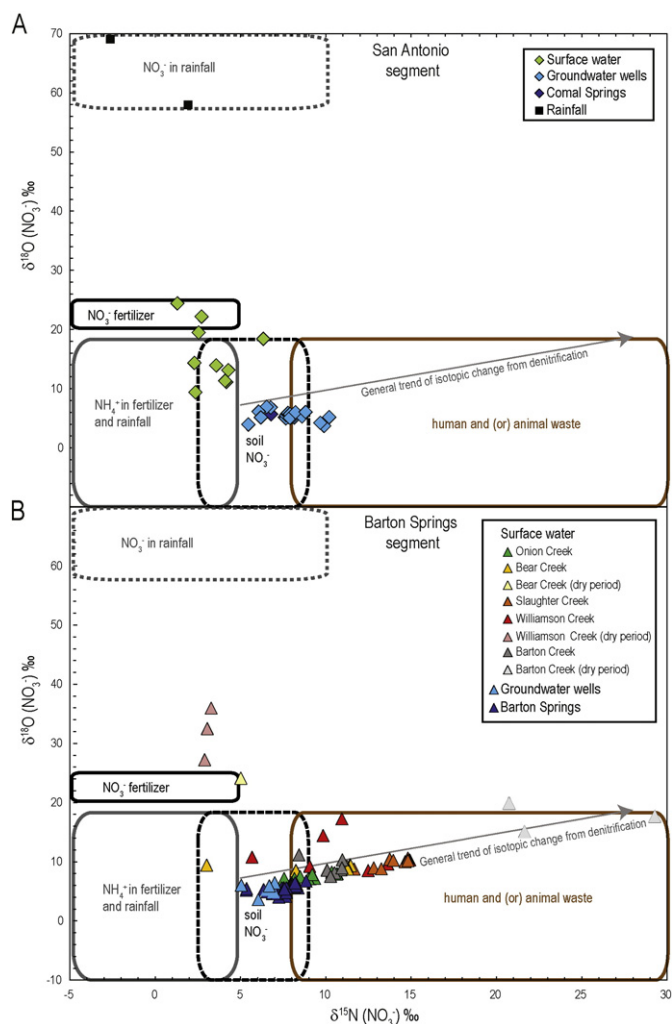 A
70
60
50
40
30
20
10
0
δ¹⁸O (NO₃⁻) ‰
NO₃⁻ in rainfall
San Antonio
segment
Surface water
Groundwater wells
Comal Springs
Rainfall
NO₃⁻ fertilizer
NH₄⁺ in fertilizer
and rainfall
soil
NO₃⁻
General trend of isotopic change from denitrification
human and (or) animal waste
B
60
50
40
30
20
10
0
-10
δ¹⁸O (NO₃⁻) ‰
NO₃⁻ in rainfall
Barton Springs
segment
Surface water
Onion Creek
Bear Creek
Bear Creek (dry period)
Slaughter Creek
Williamson Creek
Williamson Creek (dry period)
Barton Creek
Barton Creek (dry period)
Groundwater wells
Barton Springs
NO₃⁻ fertilizer
NH₄⁺ in fertilizer
and rainfall
soil
NO₃⁻
General trend of isotopic change from denitrification
human and (or) animal waste
-5 0 5 10 15 20 25 30
δ¹⁵N (NO₃⁻) ‰